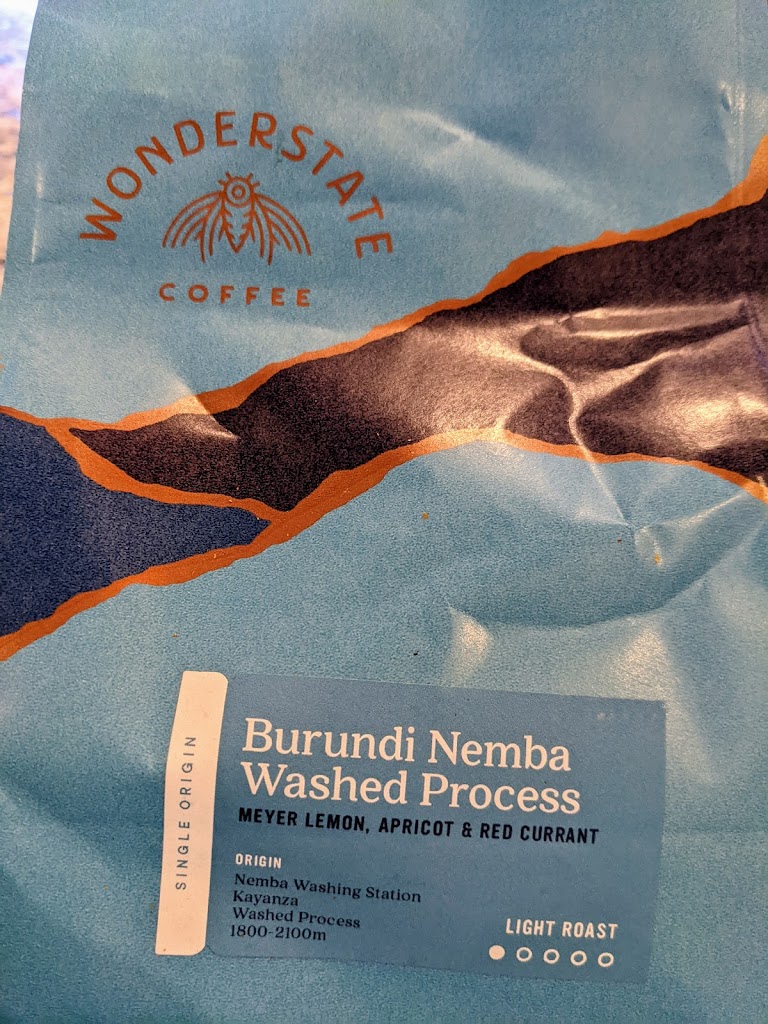 WONDERSTATE
COFFEE
SINGLE ORIGIN
Burundi Nemba
Washed Process
MEYER LEMON, APRICOT & RED CURRANT
ORIGIN
Nemba Washing Station
Kayanza
Washed Process
1800-2100m
LIGHT ROAST